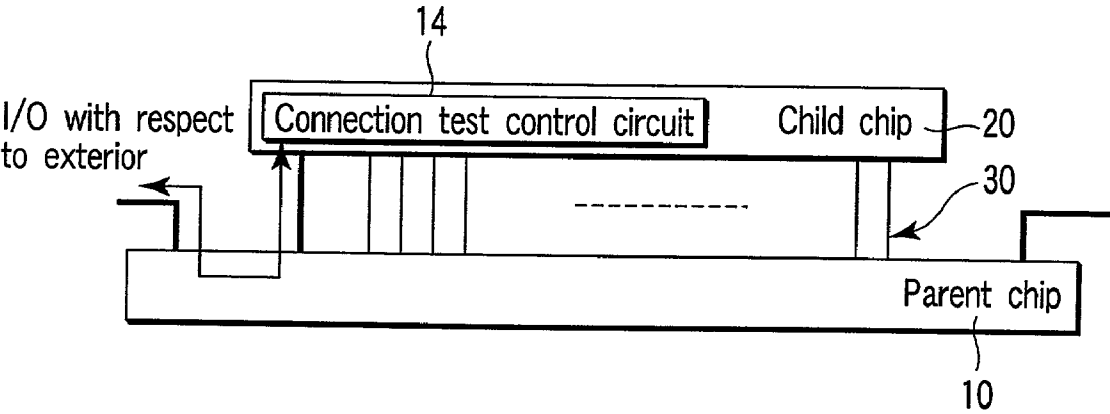 14
I/O with respect
to exterior
Connection test control circuit
Child chip
20
30
Parent chip
10